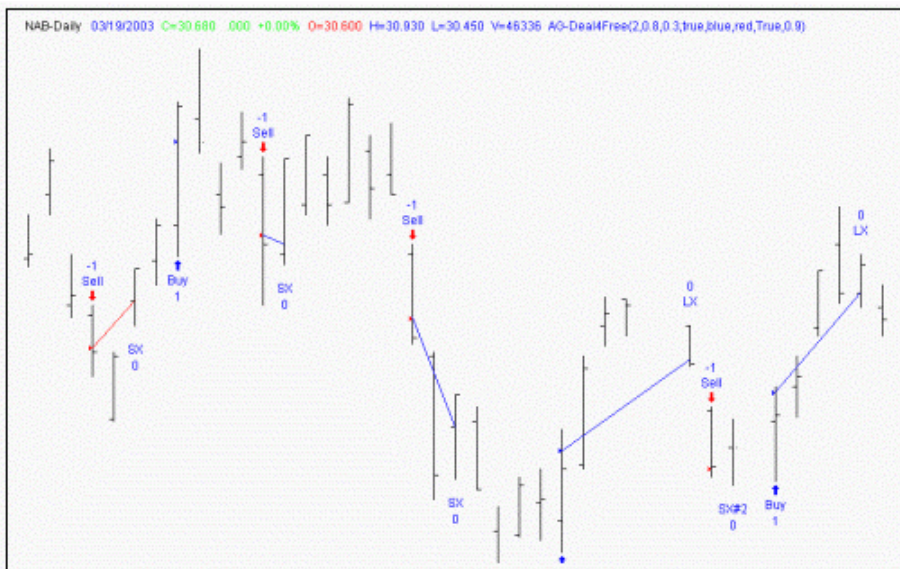 NAB-Daily 03/19/2003 C=30.680 .000 +0.00% O=30.600 H=30.930 L=30.450 V=46336 AG-Deal4Free(2,0.8,0.3,true,blue,red,True,0.9)
-1
Sell
SX
0
Buy
1
-1
Sell
SX
0
-1
Sell
SX
0
0
LX
-1
Sell
SX#2
0
Buy
1
0
LX